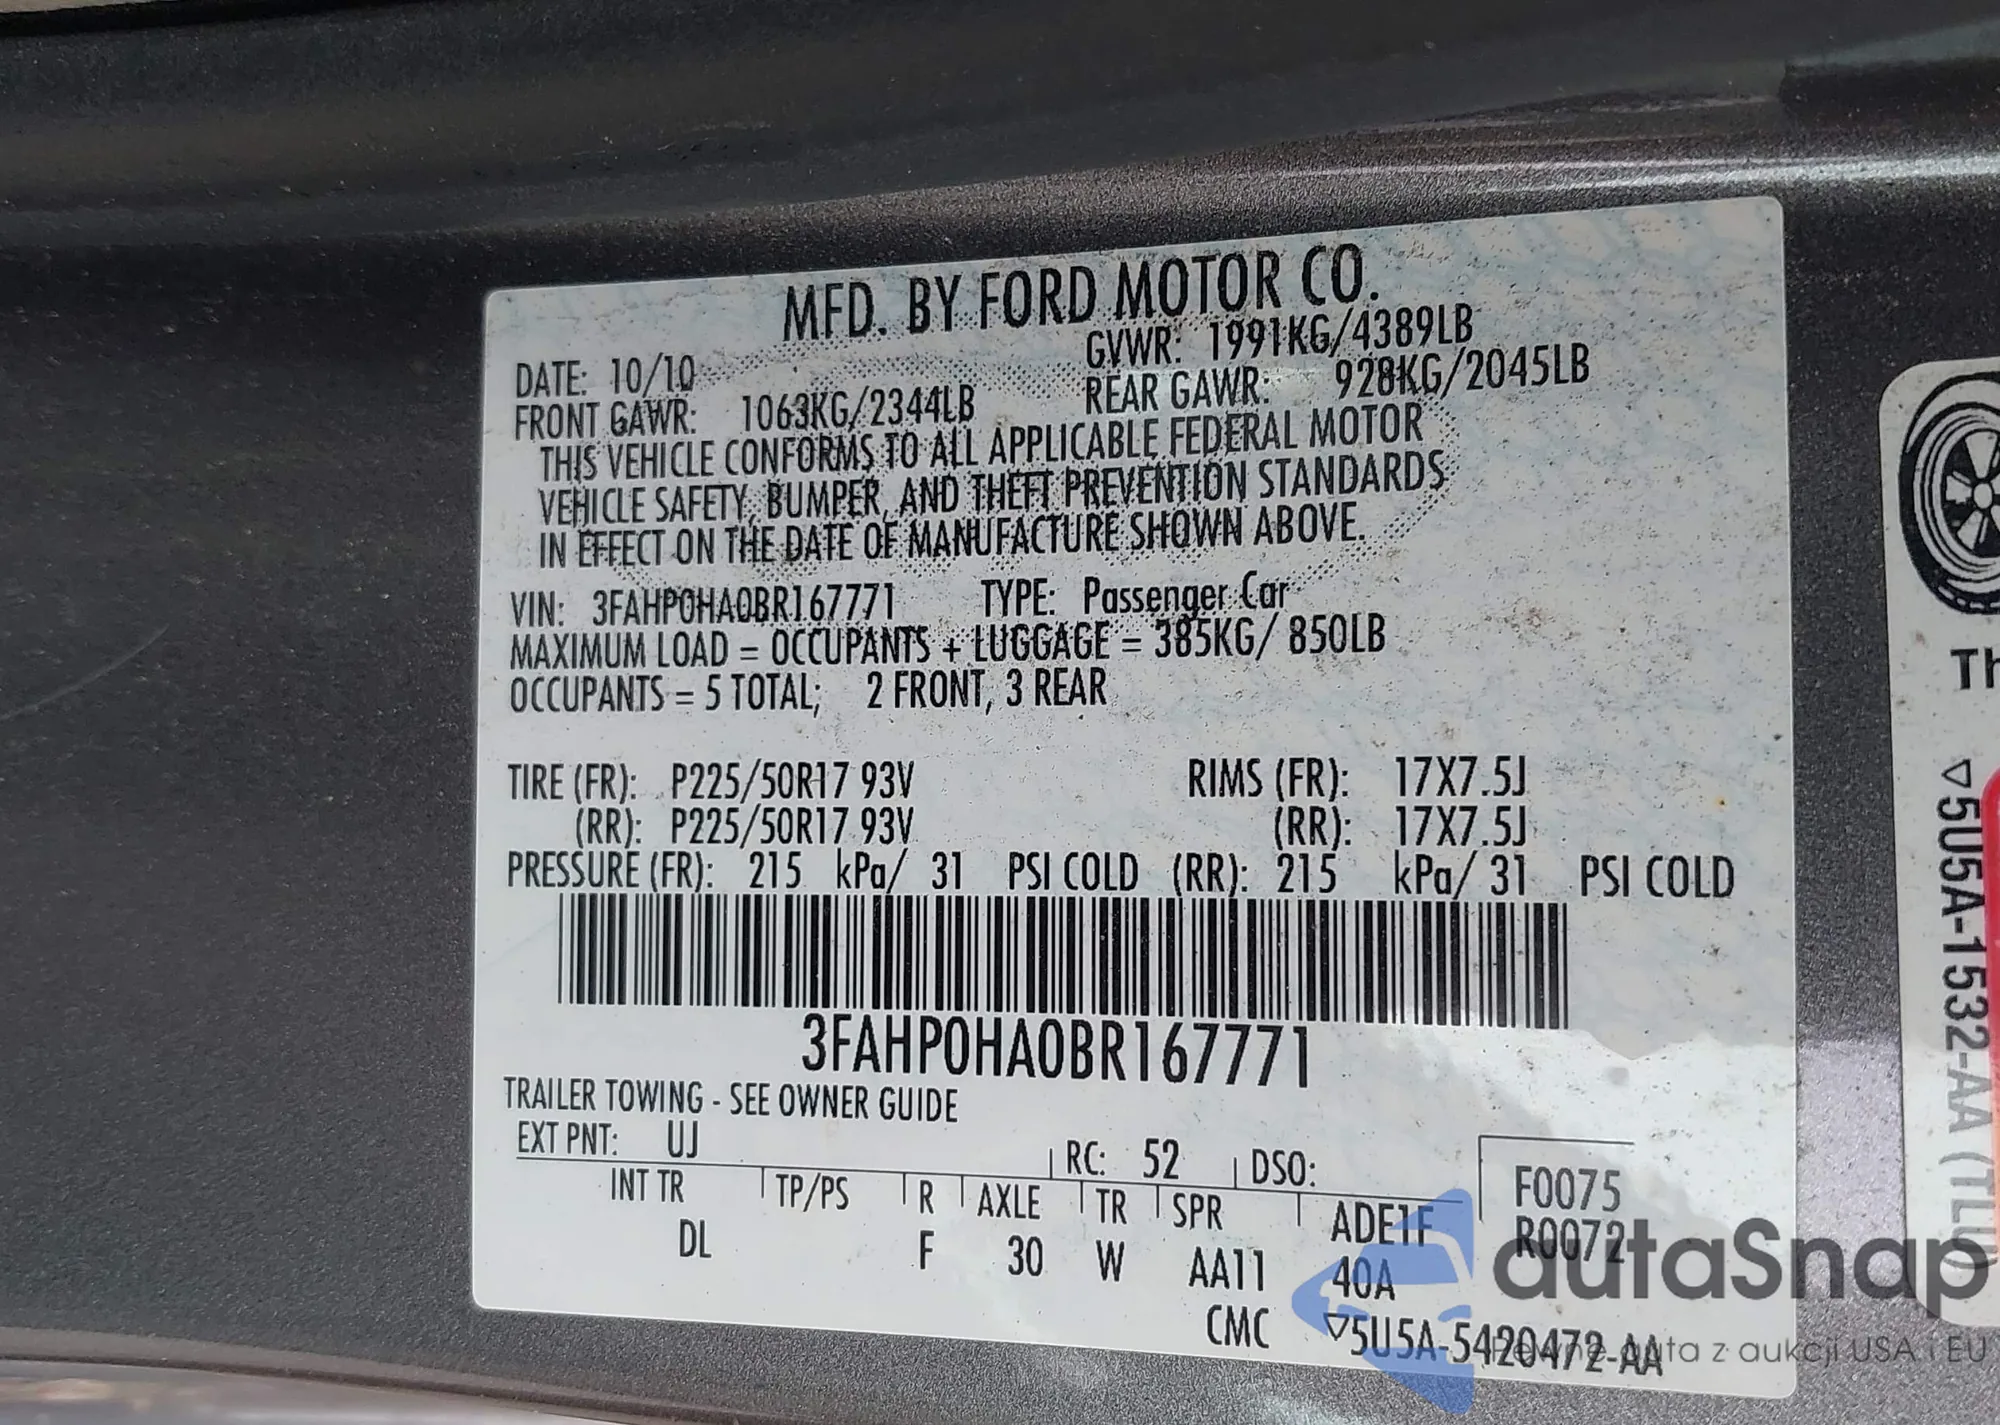 MFD. BY FORD MOTOR CO.
DATE: 10/10 GVWR: 1991KG/4389LB
FRONT GAWR: 1063KG/2344LB REAR GAWR: 928KG/2045LB
THIS VEHICLE CONFORMS TO ALL APPLICABLE FEDERAL MOTOR
VEHICLE SAFETY, BUMPER, AND THEFT PREVENTION STANDARDS
IN EFFECT ON THE DATE OF MANUFACTURE SHOWN ABOVE.
VIN: 3FAHP0HA0BR167771 TYPE: Passenger Car
MAXIMUM LOAD = OCCUPANTS + LUGGAGE = 385KG/ 850LB
OCCUPANTS = 5 TOTAL; 2 FRONT, 3 REAR
TIRE (FR): P225/50R17 93V RIMS (FR): 17X7.5J
(RR): P225/50R17 93V (RR): 17X7.5J
PRESSURE (FR): 215 kPa/ 31 PSI COLD (RR): 215 kPa/ 31 PSI COLD
3FAHP0HA0BR167771
TRAILER TOWING - SEE OWNER GUIDE
EXT PNT: UJ RC: 52 DSO:
INT TR TP/PS R AXLE TR SPR ADE1F F0075
DL F 30 W AA11 40A R0072
CMC ▽5U5A-5420472-AA
Th
▽5U5A-1532-AA
autaSnap
Pewne auta z aukcji USA i EU